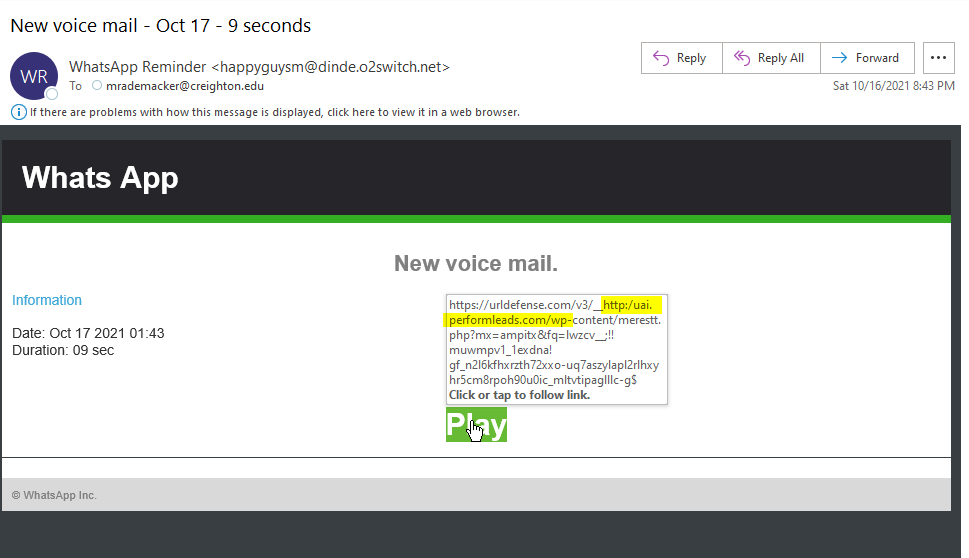 New voice mail - Oct 17 - 9 seconds
WR
WhatsApp Reminder <happyguysm@dinde.o2switch.net>
To mrademacker@creighton.edu
Reply
Reply All
Forward
...
Sat 10/16/2021 8:43 PM
If there are problems with how this message is displayed, click here to view it in a web browser.
Whats App
New voice mail.
Information
Date: Oct 17 2021 01:43
Duration: 09 sec
https://urldefense.com/v3/__http:/uai.
performleads.com/wp-content/merestt.
php?mx=ampitx&fq=lwzcv__;!!
muwmpv1_1exdna!
gf_n2l6kfhxrzth72xxo-uq7aszylapl2rlhxy
hr5cm8rpoh90u0ic_mltvtipaglllc-g$
Click or tap to follow link.
Play
© WhatsApp Inc.